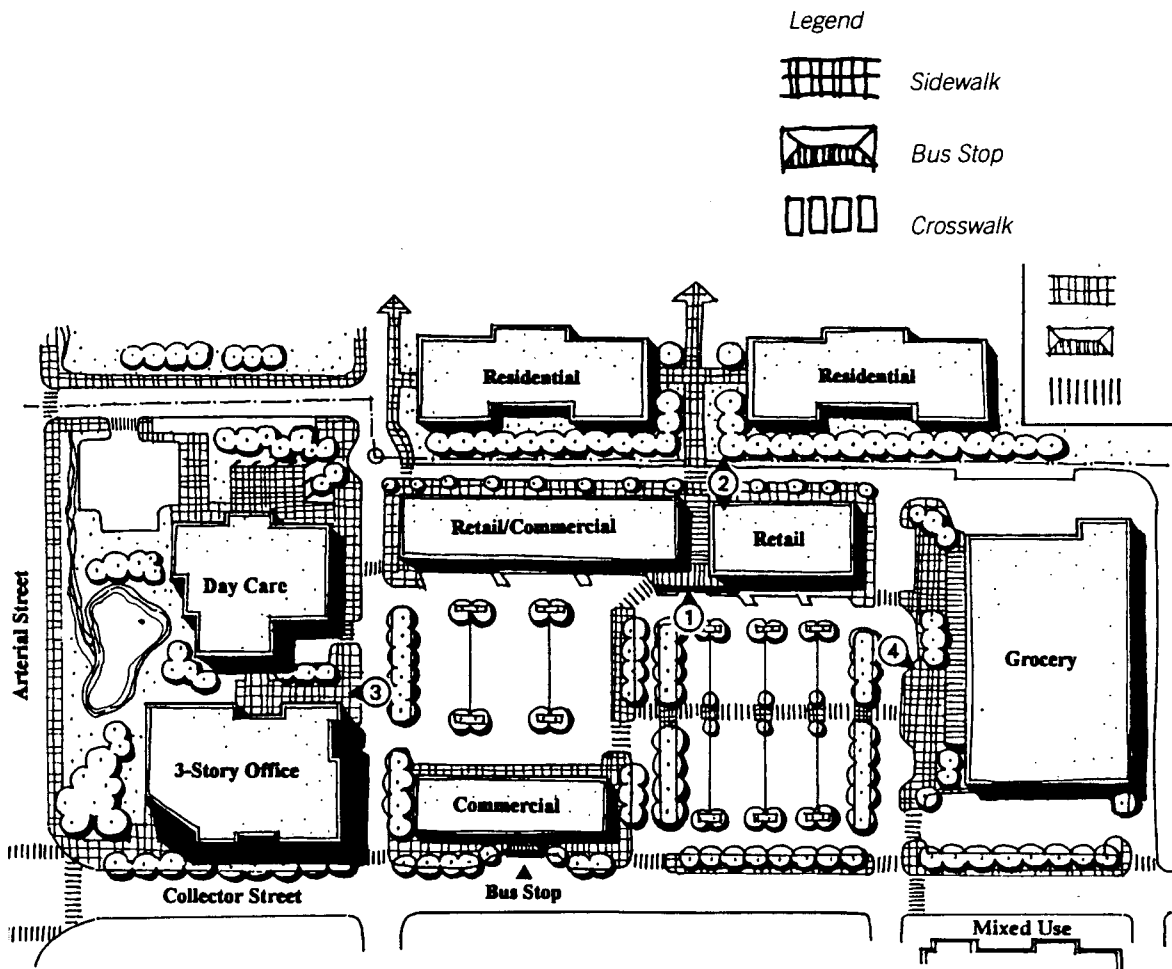 Legend
Sidewalk
Bus Stop
Crosswalk
Residential
Residential
2
Retail/Commercial
Retail
Day Care
1
Arterial Street
4
Grocery
3
3-Story Office
Commercial
Bus Stop
Collector Street
Mixed Use